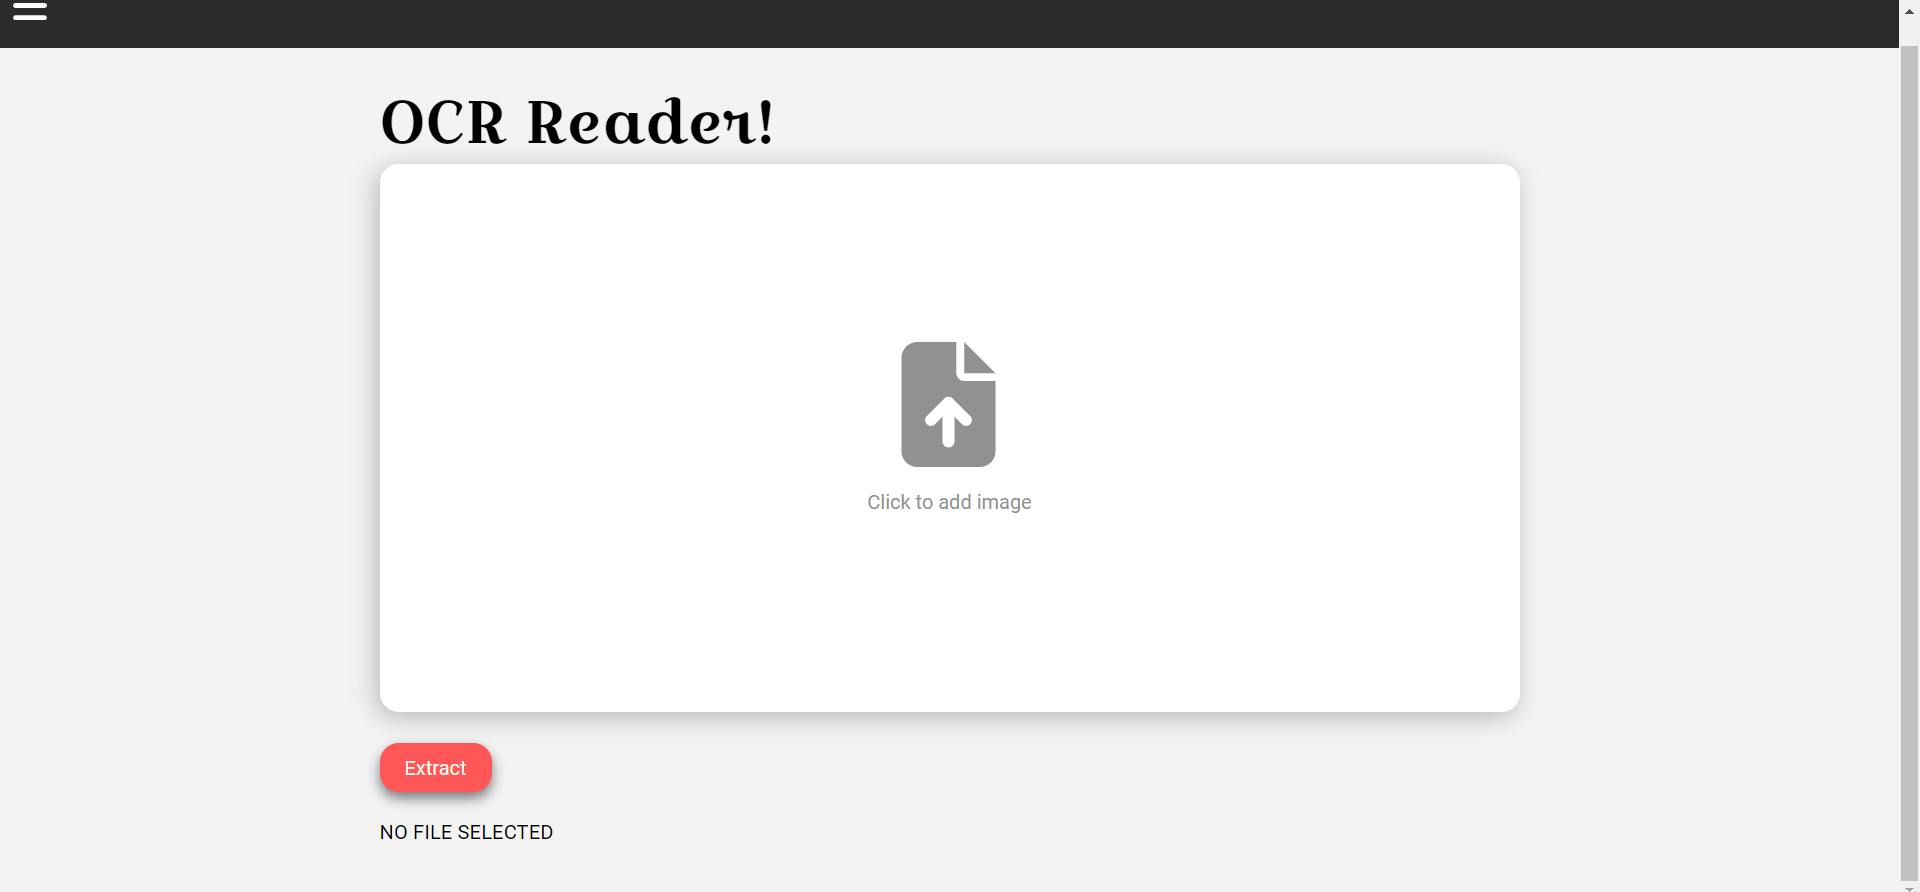 OCR Reader!
Click to add image
Extract
NO FILE SELECTED